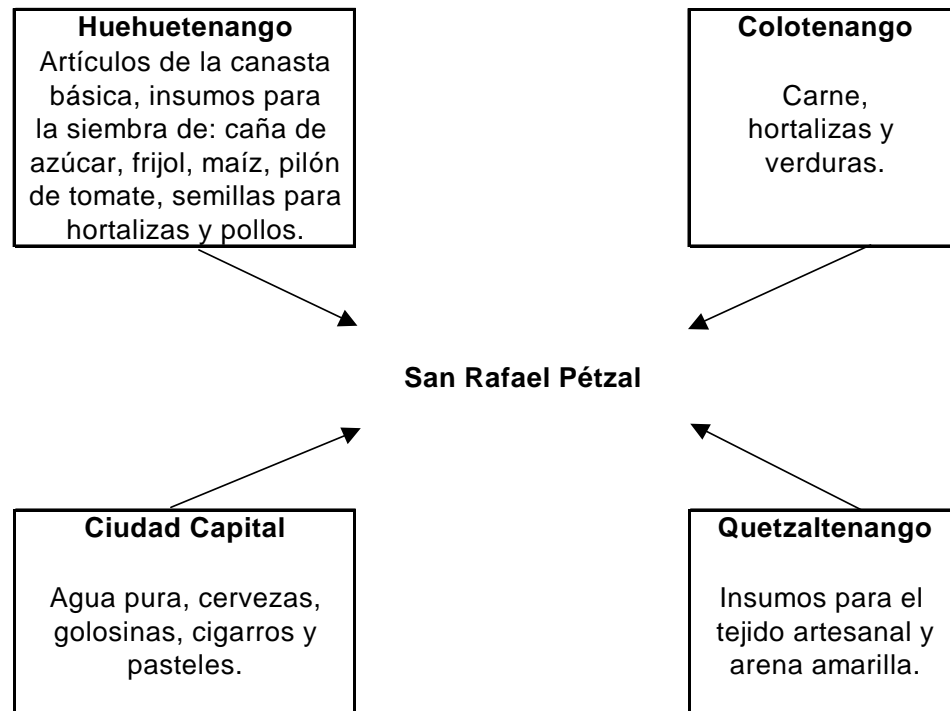 Huehuetenango
Artículos de la canasta
básica, insumos para
la siembra de: caña de
azúcar, frijol, maíz, pilón
de tomate, semillas para
hortalizas y pollos.
Colotenango
Carne,
hortalizas y
verduras.
San Rafael Pétzal
Ciudad Capital
Agua pura, cervezas,
golosinas, cigarros y
pasteles.
Quetzaltenango
Insumos para el
tejido artesanal y
arena amarilla.